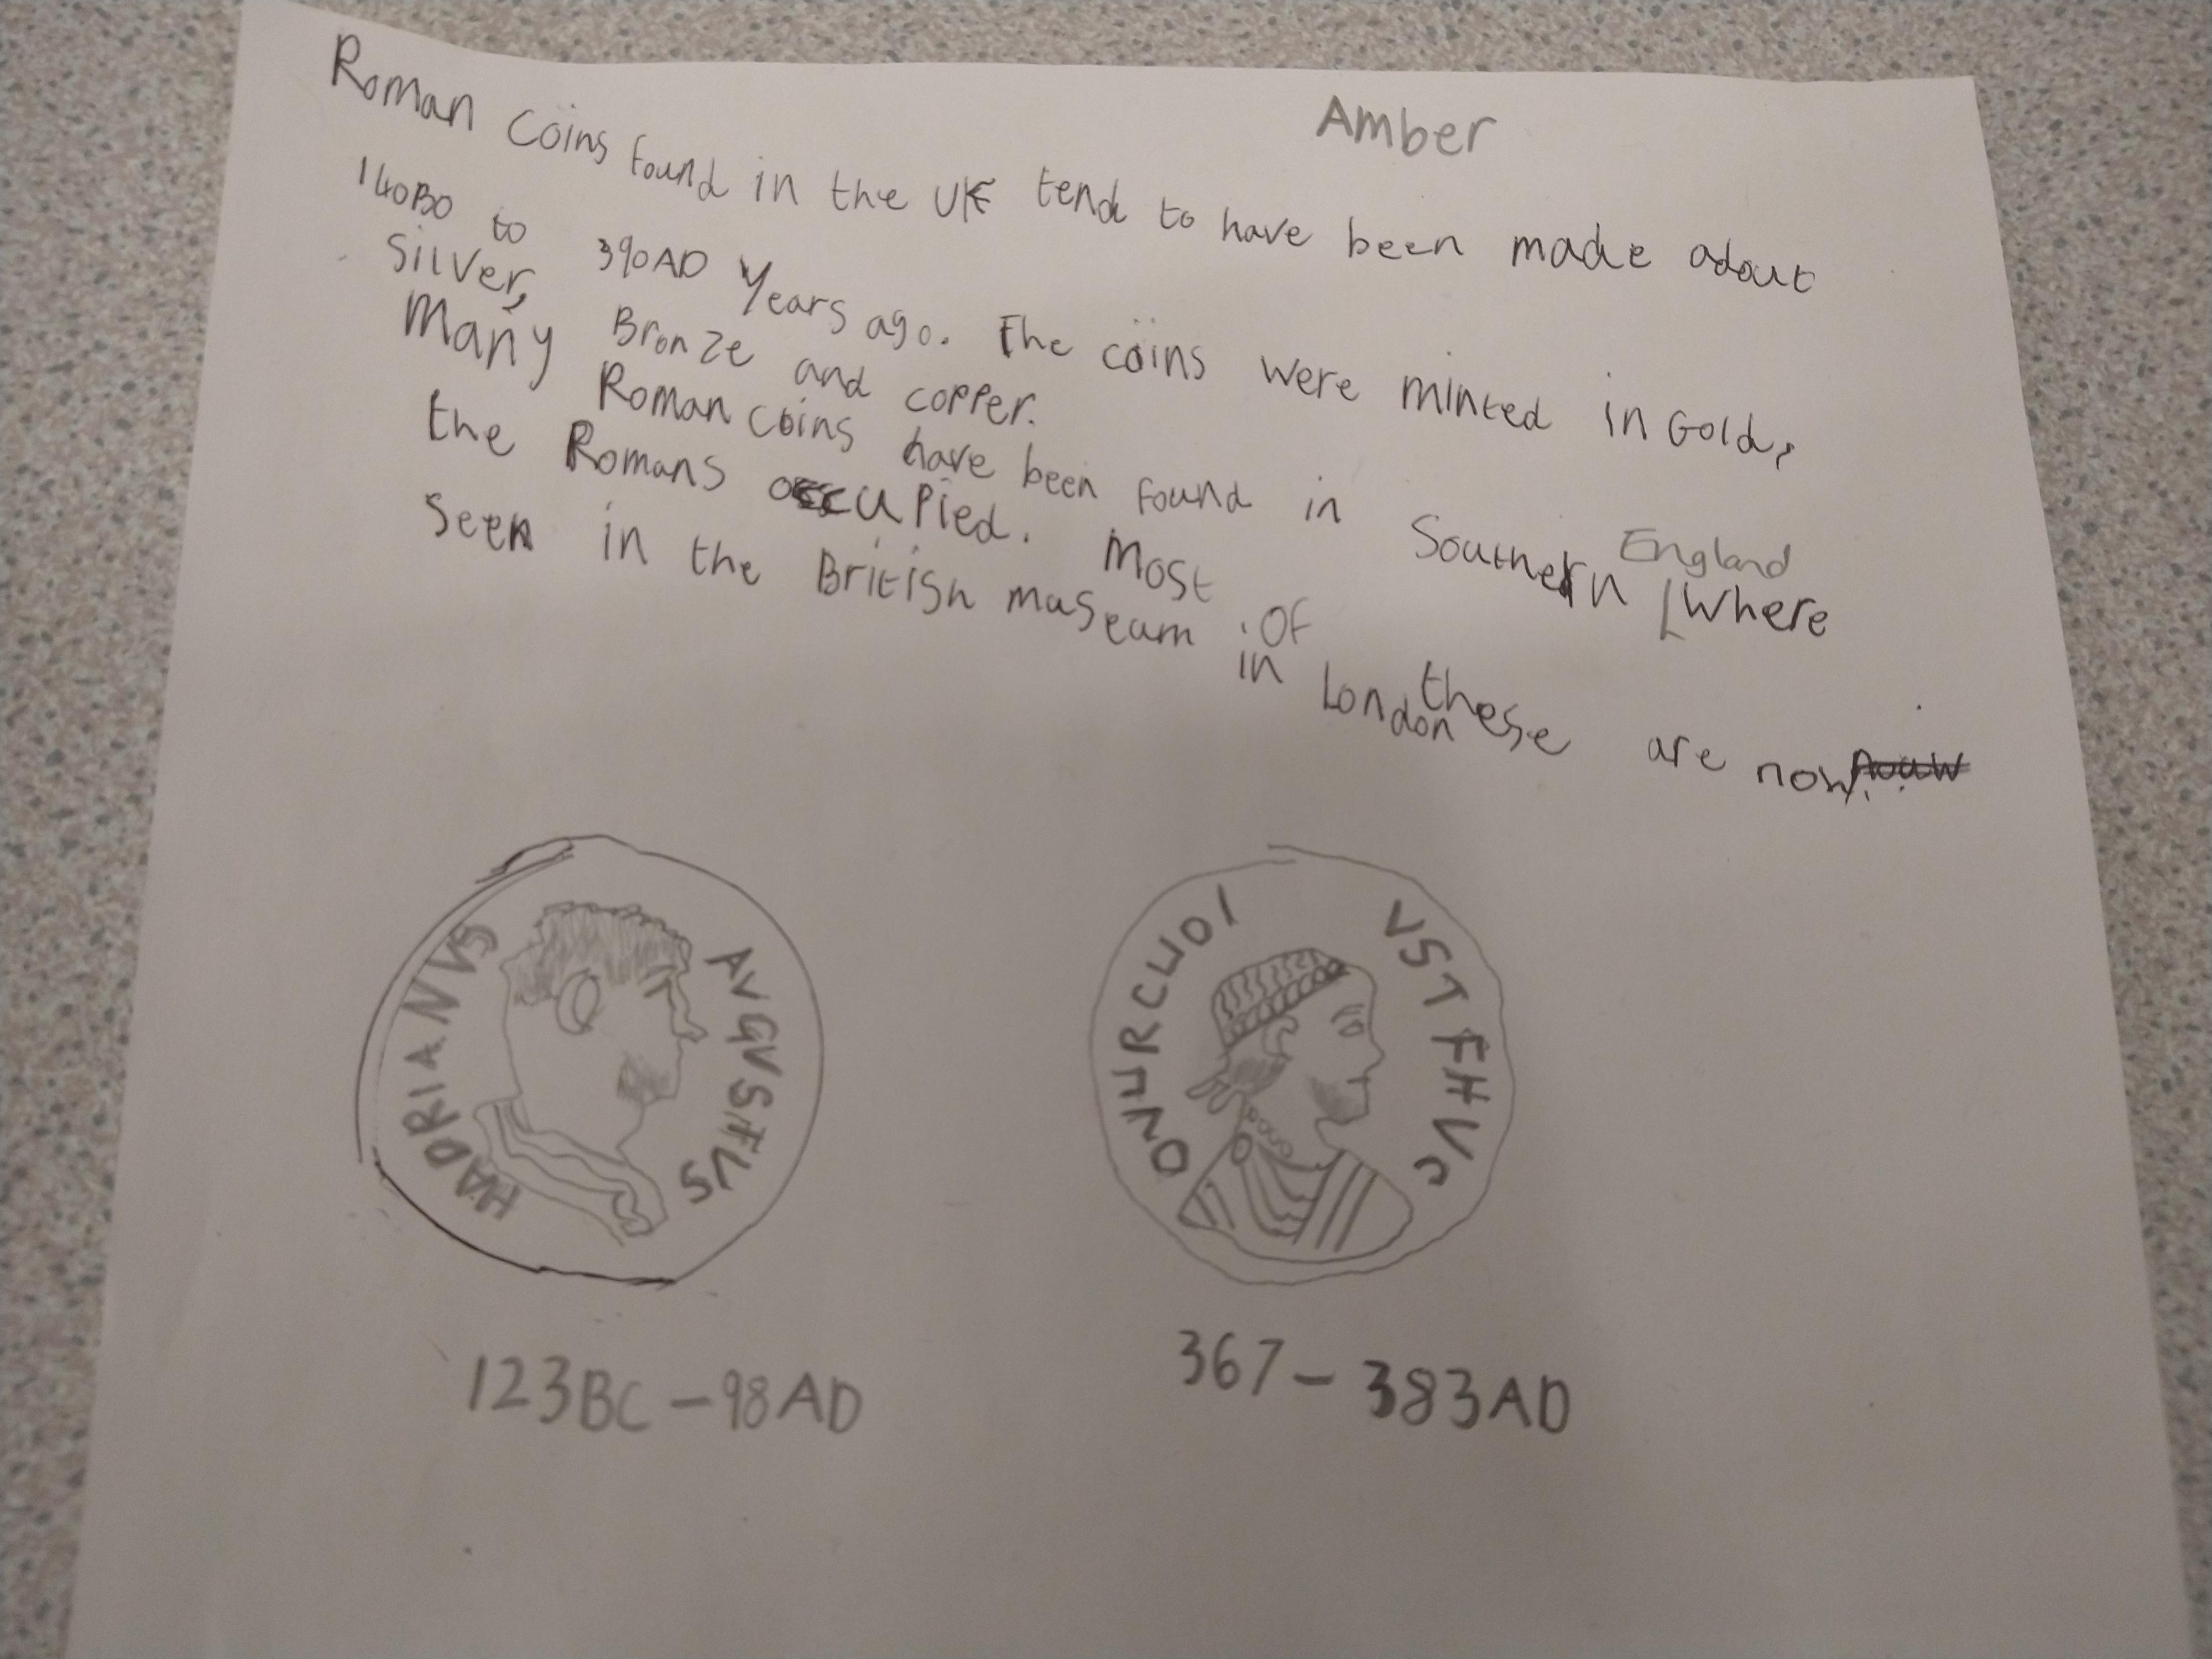 Amber
Roman Coins found in the UK tend to have been made adout
140BC to 390AD Years ago. The coins were minted in Gold,
Silver, Bronze and copper.
Many Roman coins have been found in Southern England where
the Romans occupied. Most of these are now
Seen in the British museum in London
HADRIANVS AVGVSTVS
VSTFHVC
123BC – 98AD
367 – 383AD